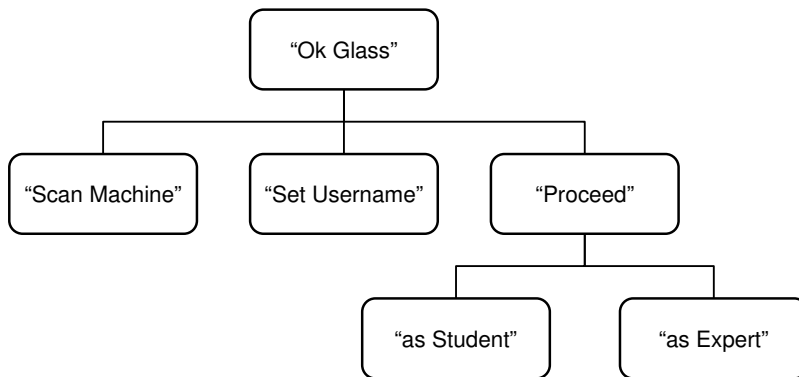 “Ok Glass”
“Scan Machine”
“Set Username”
“Proceed”
“as Student”
“as Expert”